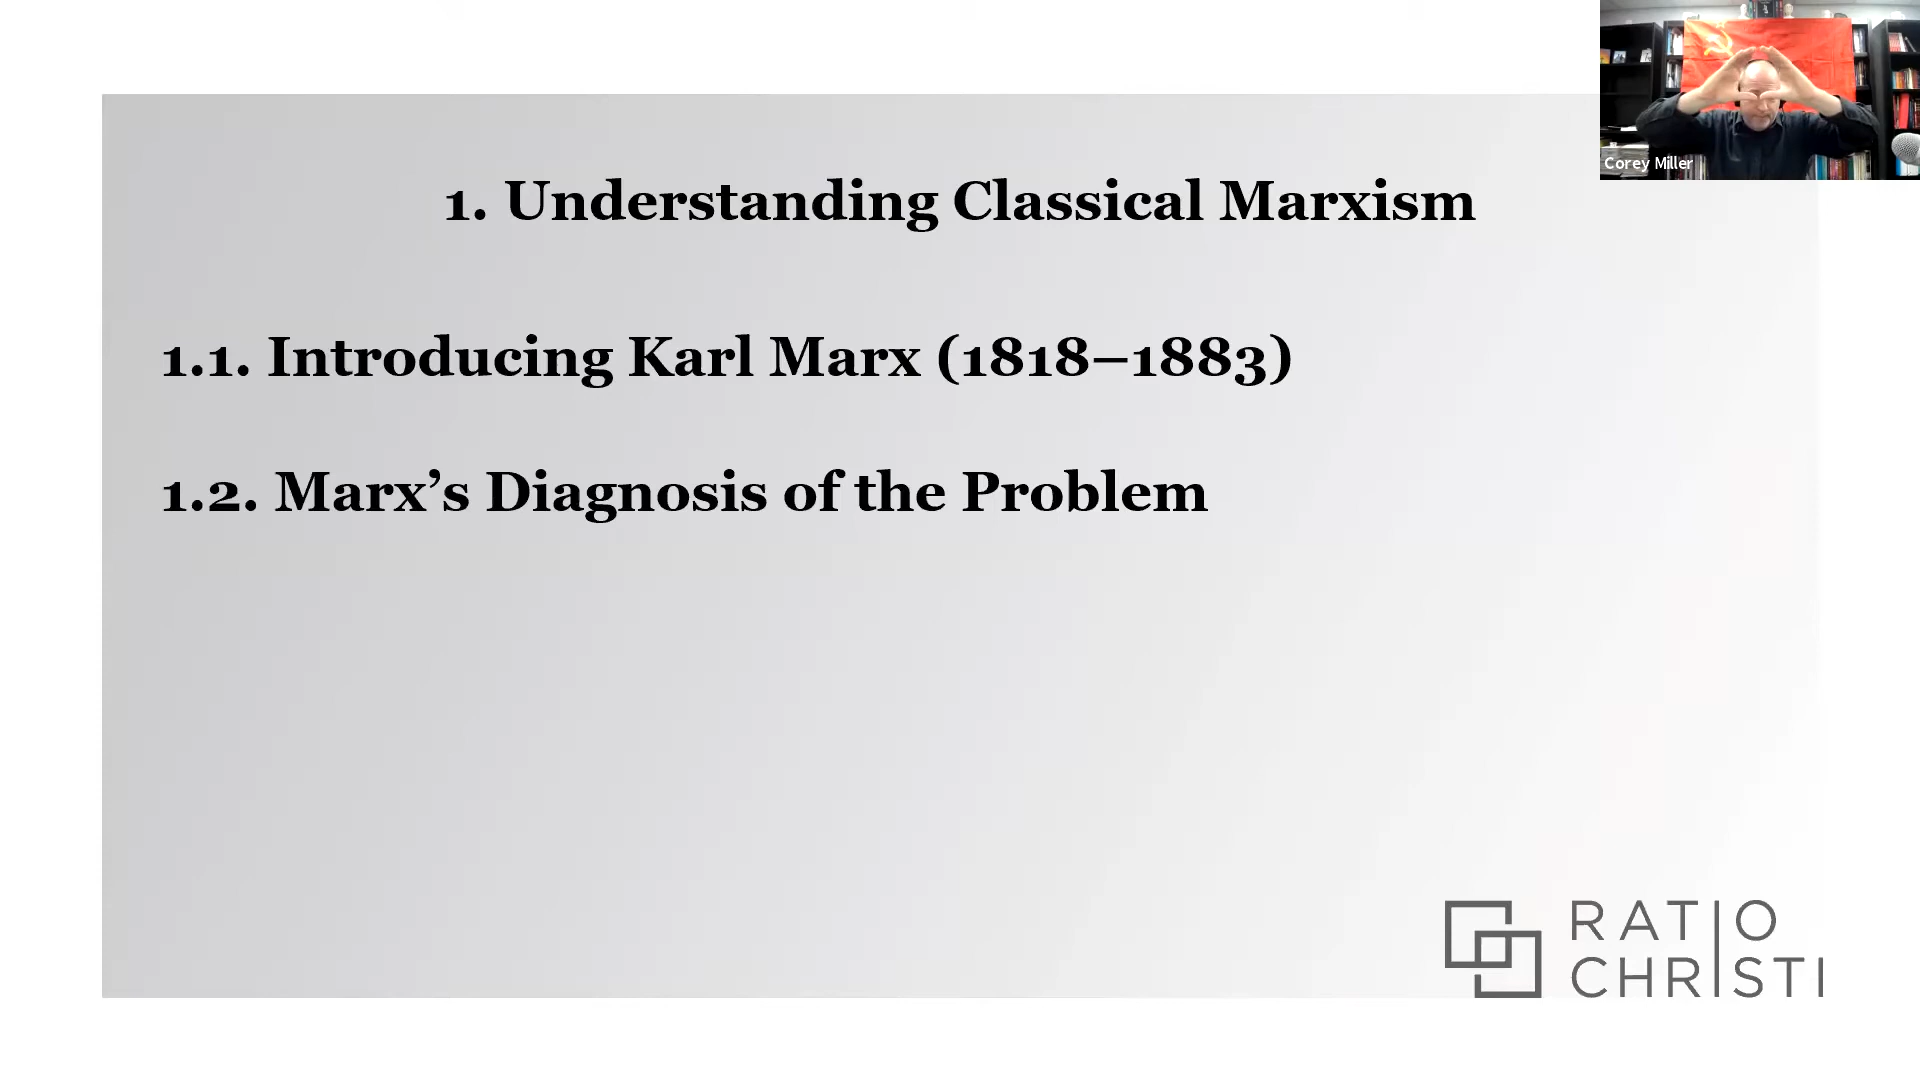 Corey Miller
1. Understanding Classical Marxism
1.1. Introducing Karl Marx (1818–1883)
1.2. Marx’s Diagnosis of the Problem
RATIO
CHRISTI